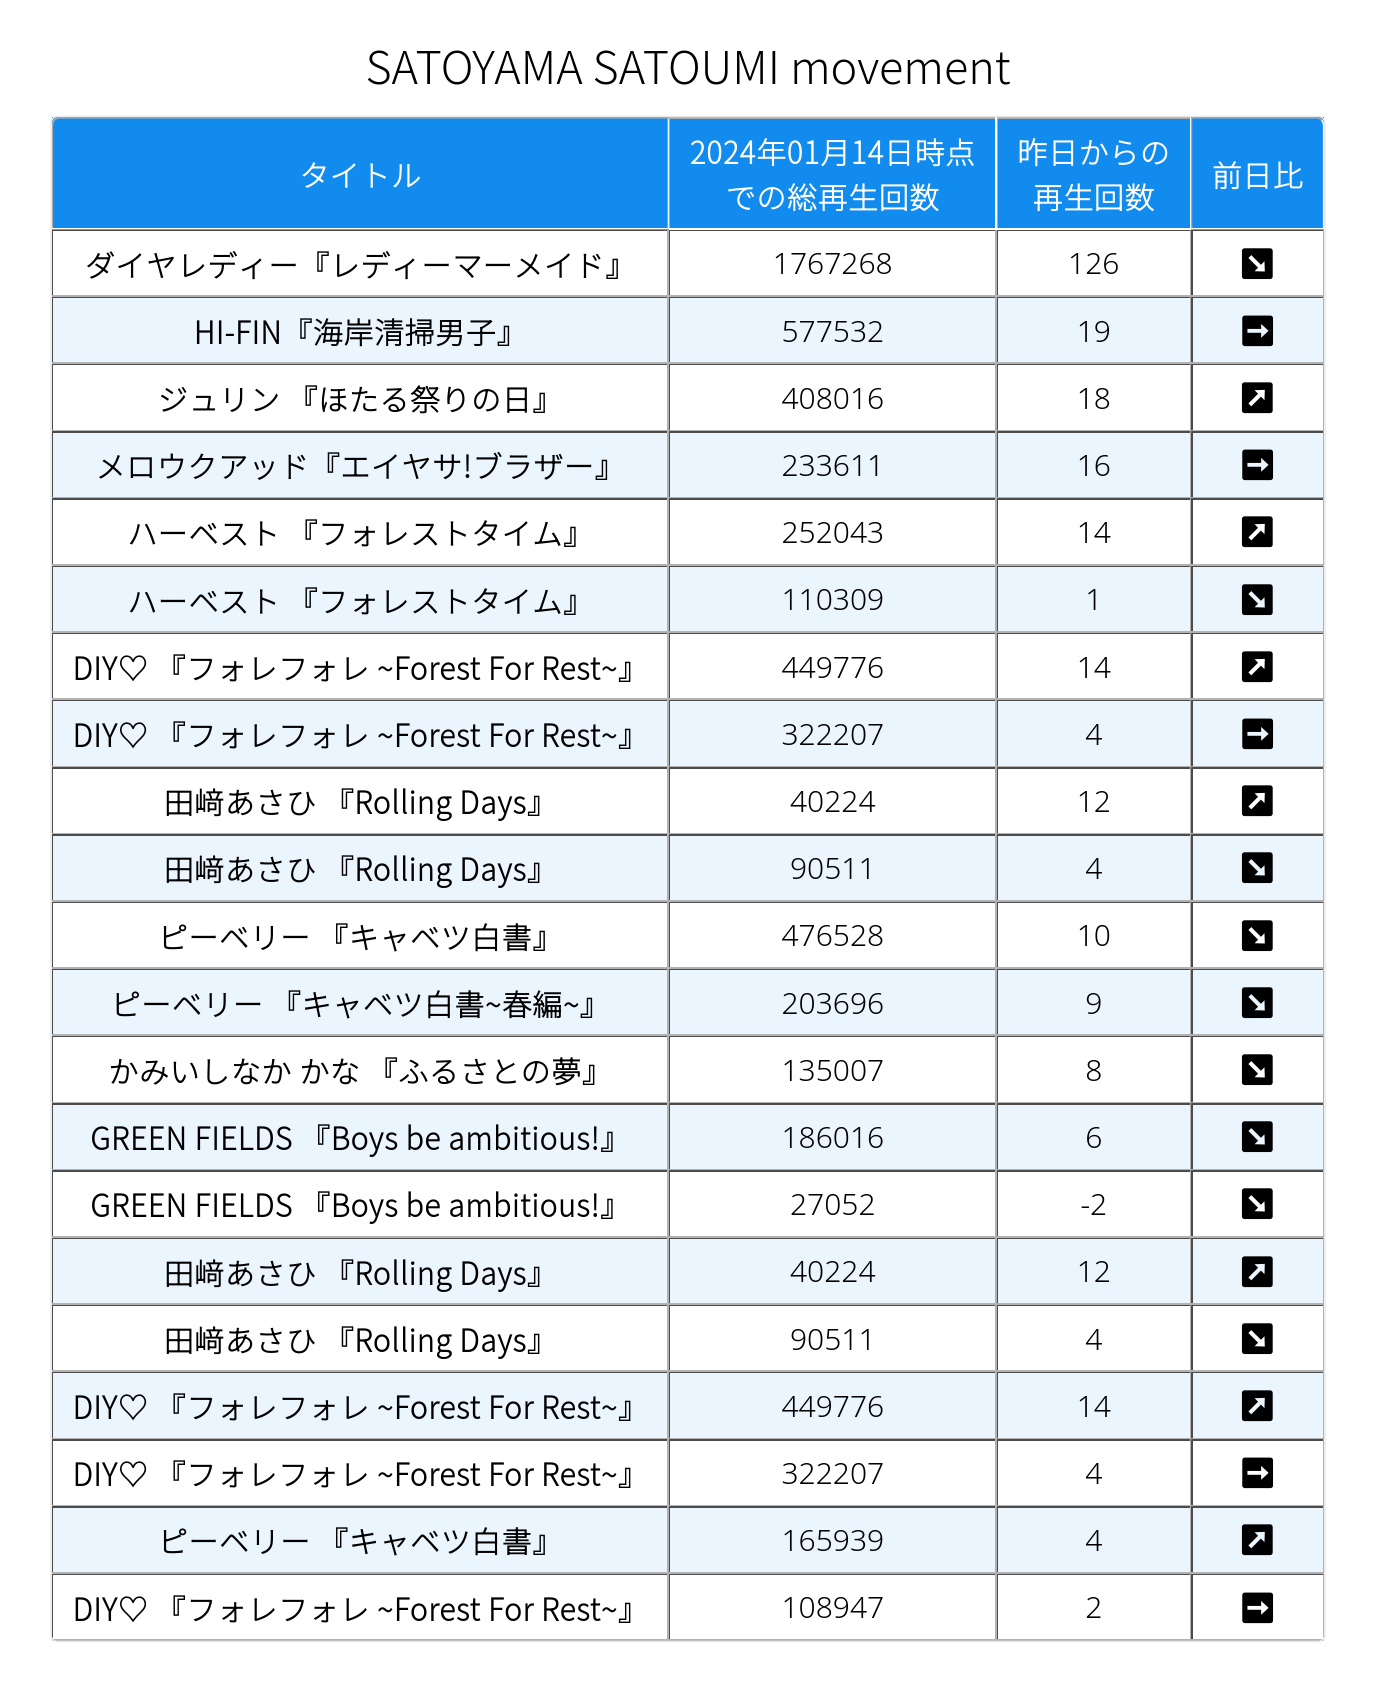 SATOYAMA SATOUMI movement
タイトル 2024年01月14日時点での総再生回数 昨日からの再生回数 前日比
ダイヤレディー『レディーマーメイド』 1767268 126 ↘
HI-FIN『海岸清掃男子』 577532 19 →
ジュリン 『ほたる祭りの日』 408016 18 ↗
メロウクアッド『エイヤサ!ブラザー』 233611 16 →
ハーベスト 『フォレストタイム』 252043 14 ↗
ハーベスト 『フォレストタイム』 110309 1 ↘
DIY♡ 『フォレフォレ ~Forest For Rest~』 449776 14 ↗
DIY♡ 『フォレフォレ ~Forest For Rest~』 322207 4 →
田﨑あさひ 『Rolling Days』 40224 12 ↗
田﨑あさひ 『Rolling Days』 90511 4 ↘
ピーベリー 『キャベツ白書』 476528 10 ↘
ピーベリー 『キャベツ白書~春編~』 203696 9 ↘
かみいしなか かな 『ふるさとの夢』 135007 8 ↘
GREEN FIELDS 『Boys be ambitious!』 186016 6 ↘
GREEN FIELDS 『Boys be ambitious!』 27052 -2 ↘
田﨑あさひ 『Rolling Days』 40224 12 ↗
田﨑あさひ 『Rolling Days』 90511 4 ↘
DIY♡ 『フォレフォレ ~Forest For Rest~』 449776 14 ↗
DIY♡ 『フォレフォレ ~Forest For Rest~』 322207 4 →
ピーベリー 『キャベツ白書』 165939 4 ↗
DIY♡ 『フォレフォレ ~Forest For Rest~』 108947 2 →